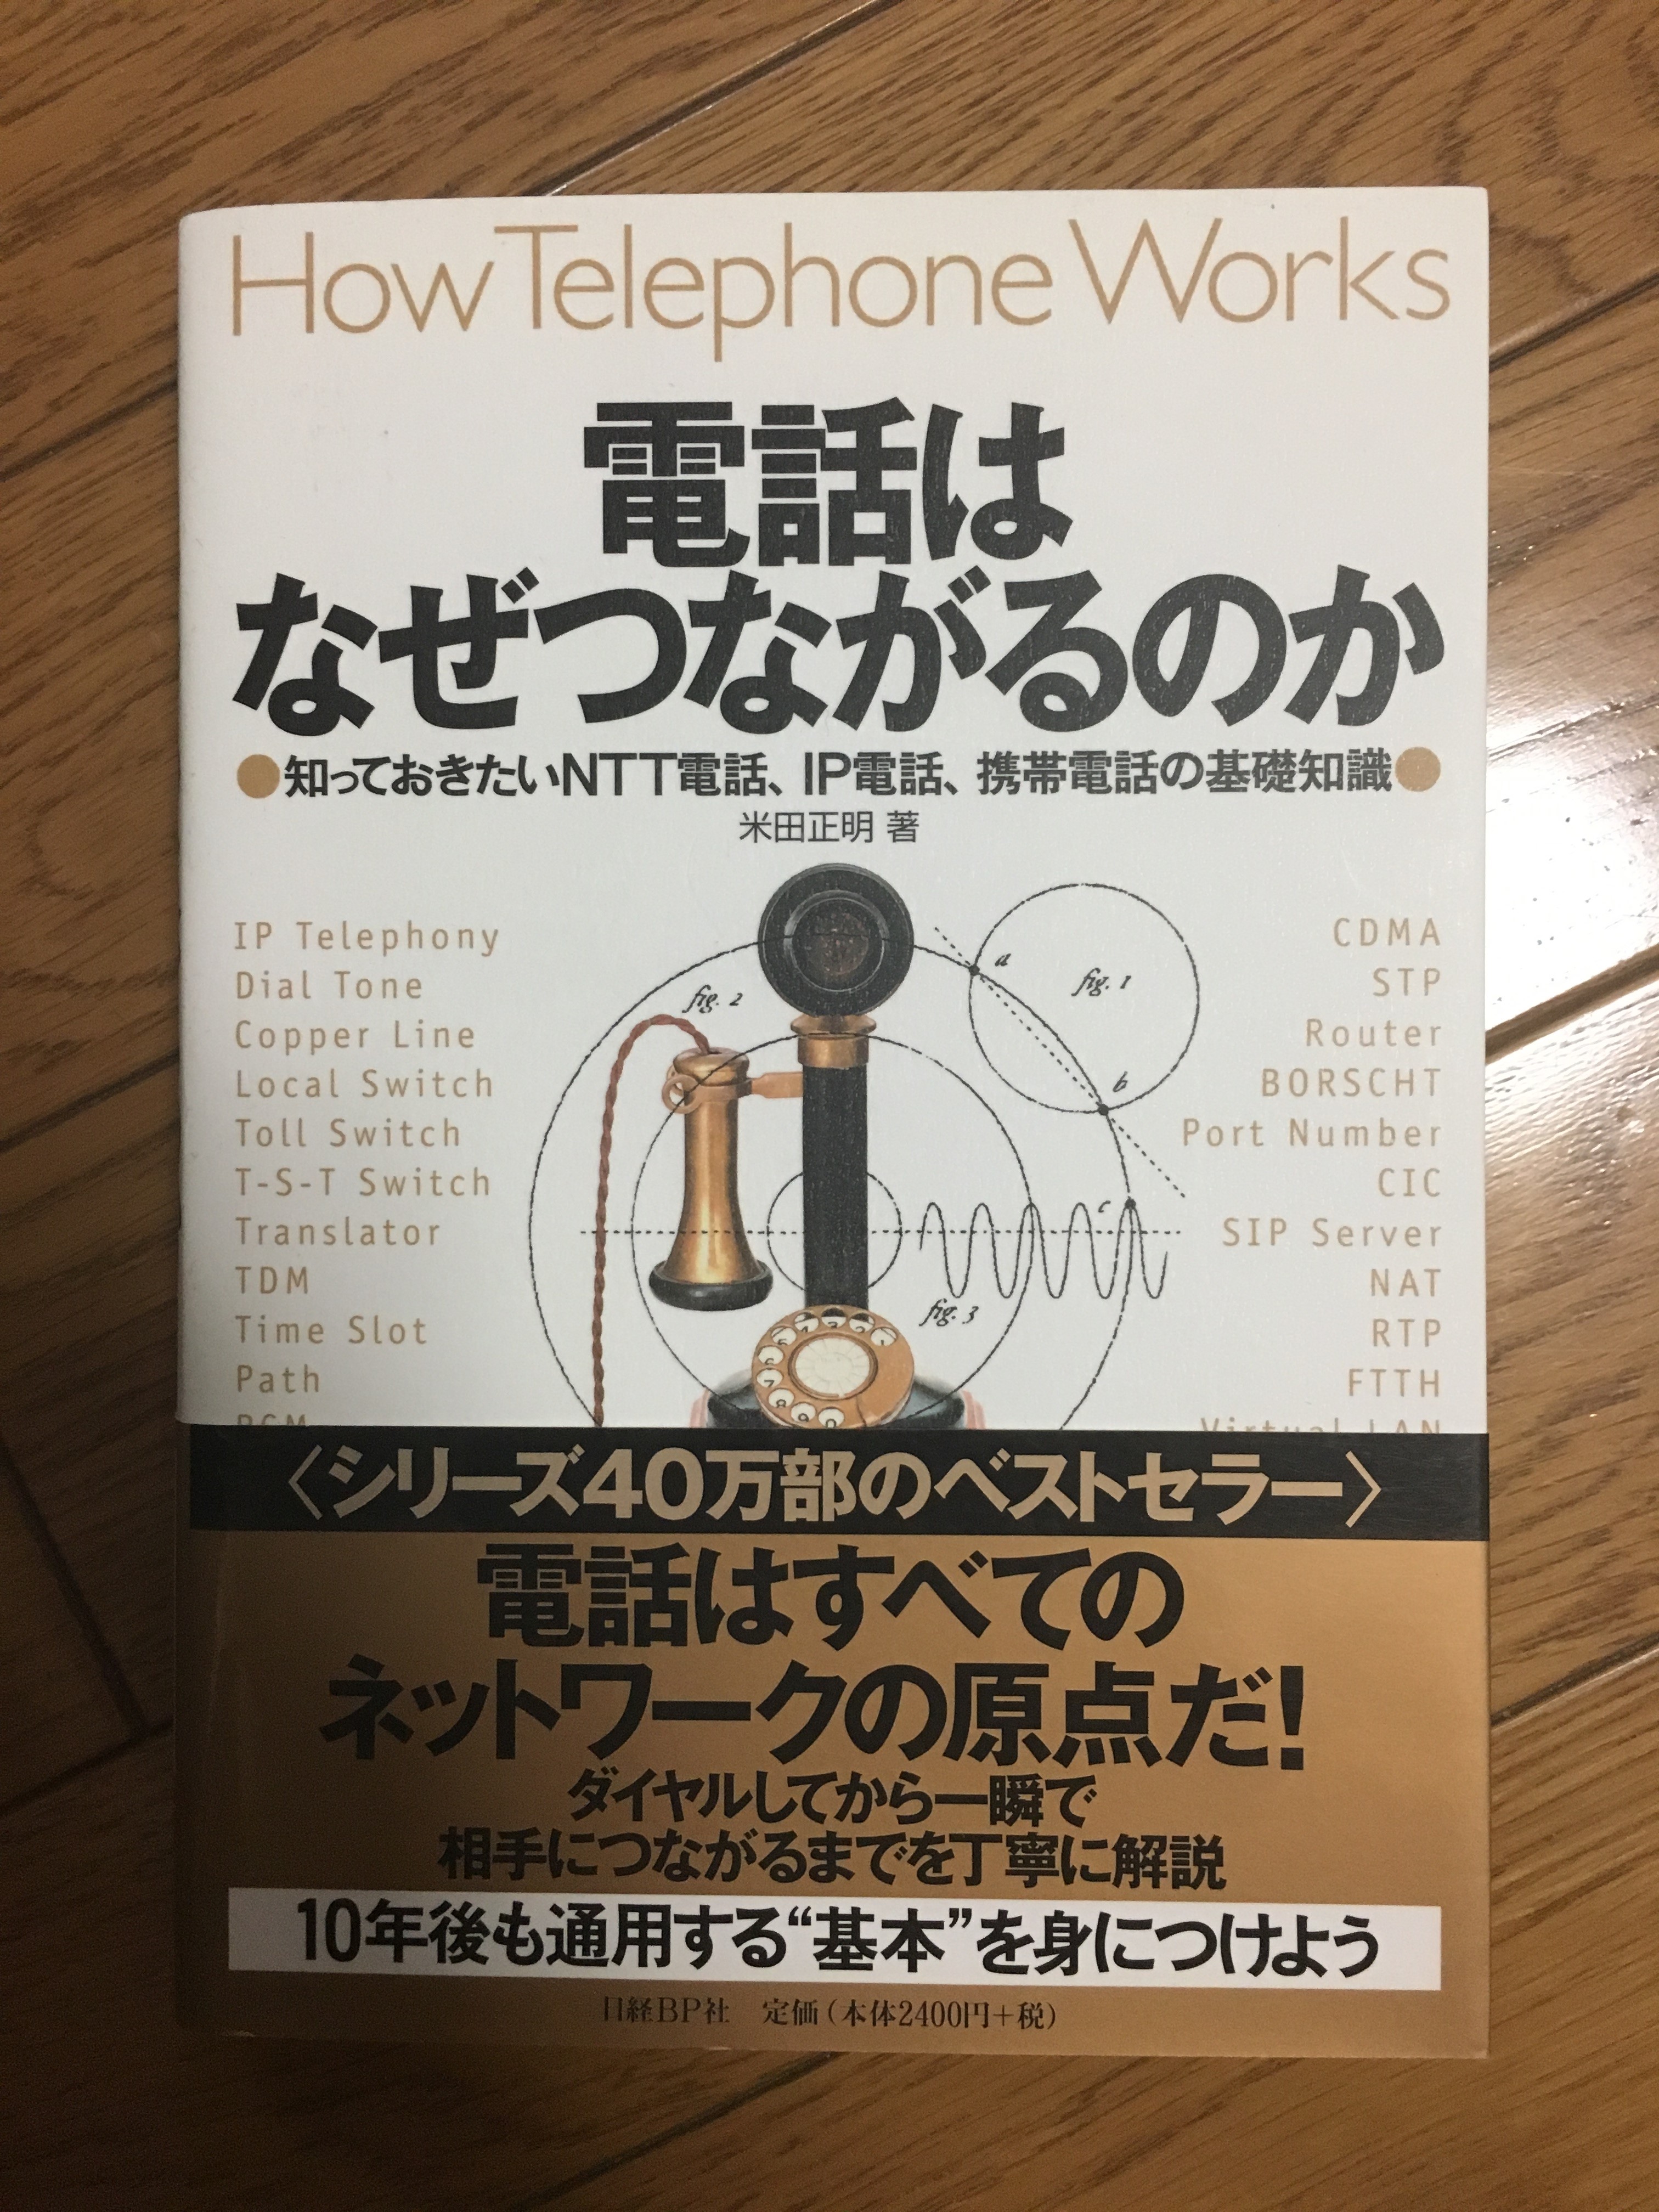 How Telephone Works
電話は
なぜつながるのか
●知っておきたいNTT電話、IP電話、携帯電話の基礎知識●
米田正明 著
IP Telephony
Dial Tone
Copper Line
Local Switch
Toll Switch
T-S-T Switch
Translator
TDM
Time Slot
Path
PCM
fig. 2
a
fig. 1
b
c
fig. 3
CDMA
STP
Router
BORSCHT
Port Number
CIC
SIP Server
NAT
RTP
FTTH
Virtual LAN
〈シリーズ40万部のベストセラー〉
電話はすべての
ネットワークの原点だ!
ダイヤルしてから一瞬で
相手につながるまでを丁寧に解説
10年後も通用する“基本”を身につけよう
日経BP社 定価(本体2400円+税)